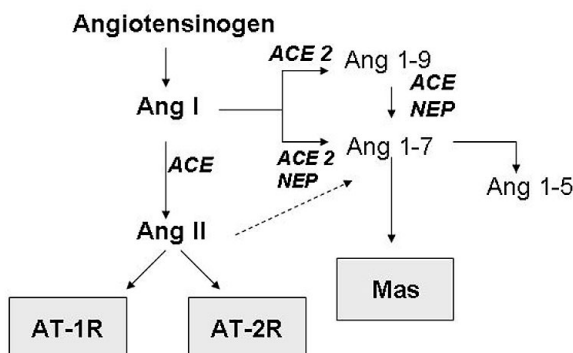 Angiotensinogen
ACE 2
Ang 1-9
Ang I
ACE
NEP
ACE 2
NEP
Ang 1-7
ACE
Ang 1-5
Ang II
Mas
AT-1R
AT-2R